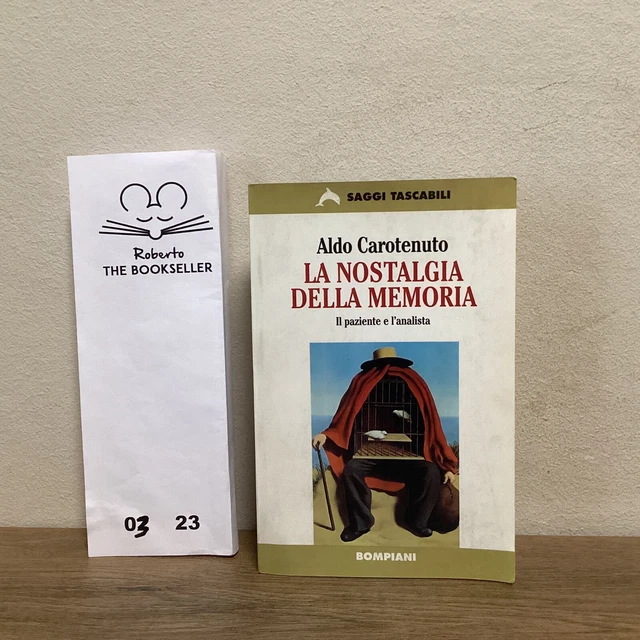 Roberto
THE BOOKSELLER
03 23
SAGGI TASCABILI
Aldo Carotenuto
LA NOSTALGIA
DELLA MEMORIA
Il paziente e l'analista
BOMPIANI